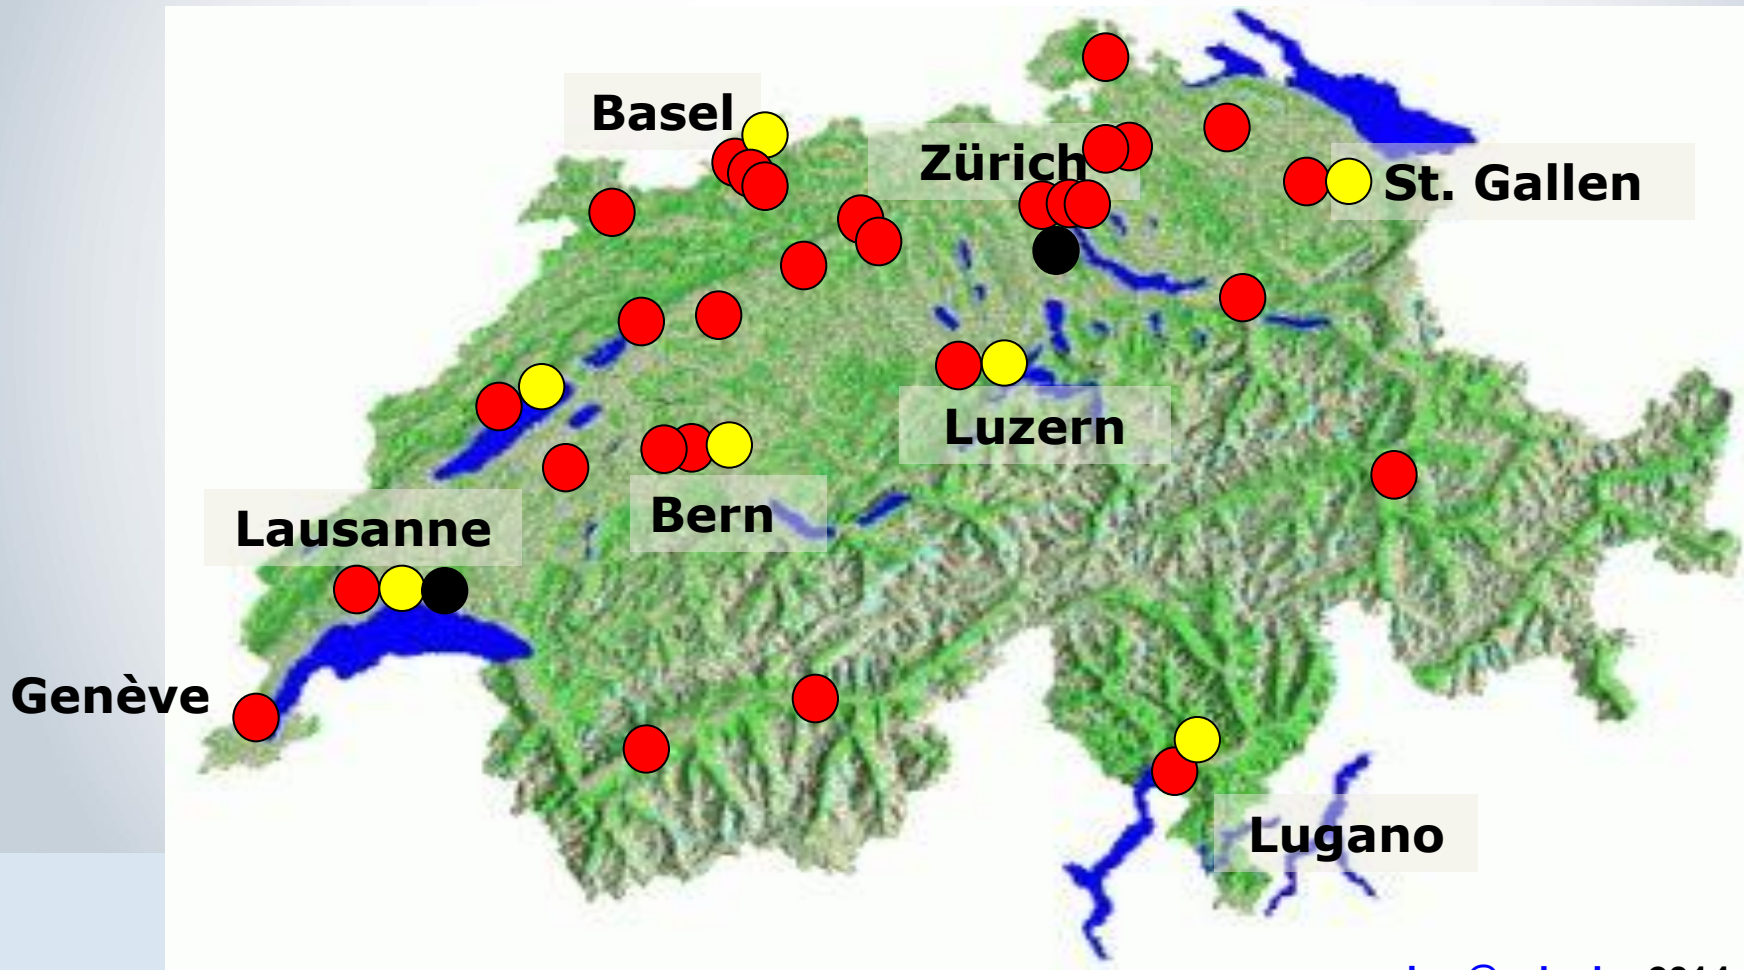 Basel
Zürich
St. Gallen
Luzern
Bern
Lausanne
Genève
Lugano